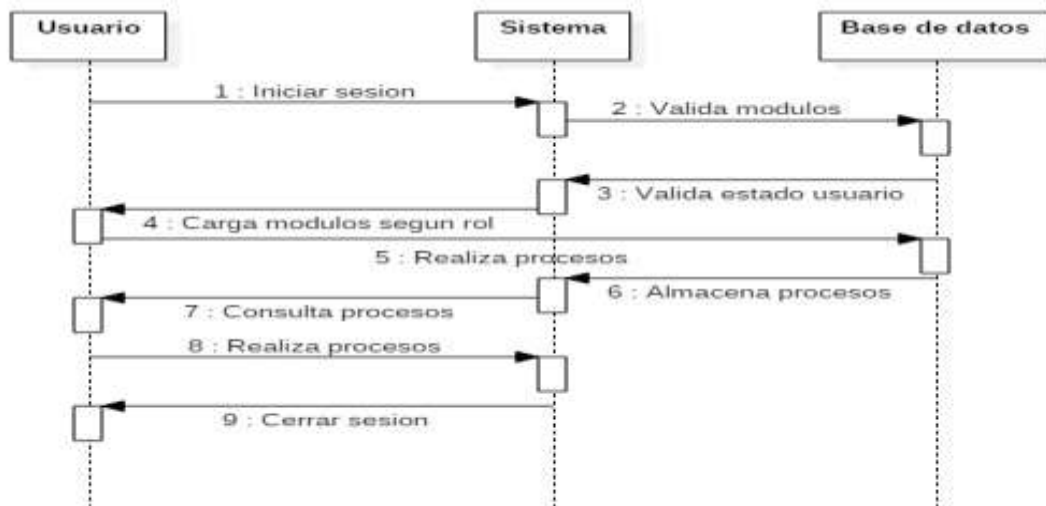 Usuario
Sistema
Base de datos
1 : Iniciar sesion
2 : Valida modulos
3 : Valida estado usuario
4 : Carga modulos segun rol
5 : Realiza procesos
6 : Almacena procesos
7 : Consulta procesos
8 : Realiza procesos
9 : Cerrar sesion